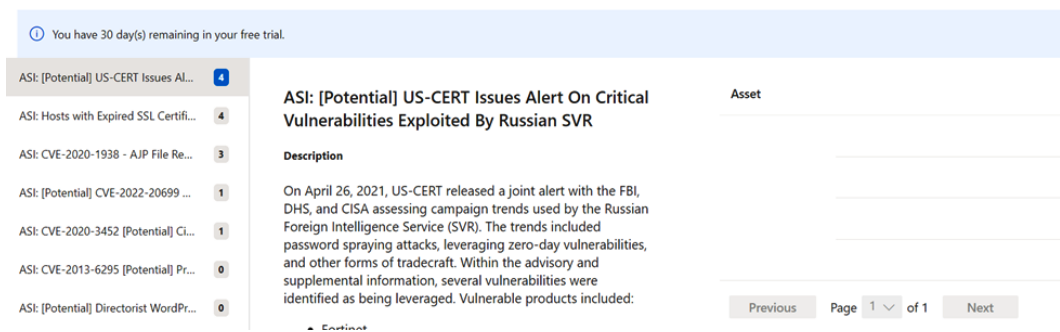 You have 30 day(s) remaining in your free trial.
ASI: [Potential] US-CERT Issues Al... 4
ASI: Hosts with Expired SSL Certifi... 4
ASI: CVE-2020-1938 - AJP File Re... 3
ASI: [Potential] CVE-2022-20699 ... 1
ASI: CVE-2020-3452 [Potential] Ci... 1
ASI: CVE-2013-6295 [Potential] Pr... 0
ASI: [Potential] Directorist WordPr... 0
ASI: [Potential] US-CERT Issues Alert On Critical
Vulnerabilities Exploited By Russian SVR
Description
On April 26, 2021, US-CERT released a joint alert with the FBI,
DHS, and CISA assessing campaign trends used by the Russian
Foreign Intelligence Service (SVR). The trends included
password spraying attacks, leveraging zero-day vulnerabilities,
and other forms of tradecraft. Within the advisory and
supplemental information, several vulnerabilities were
identified as being leveraged. Vulnerable products included:
• Fortinet
Asset
Previous Page 1 of 1 Next